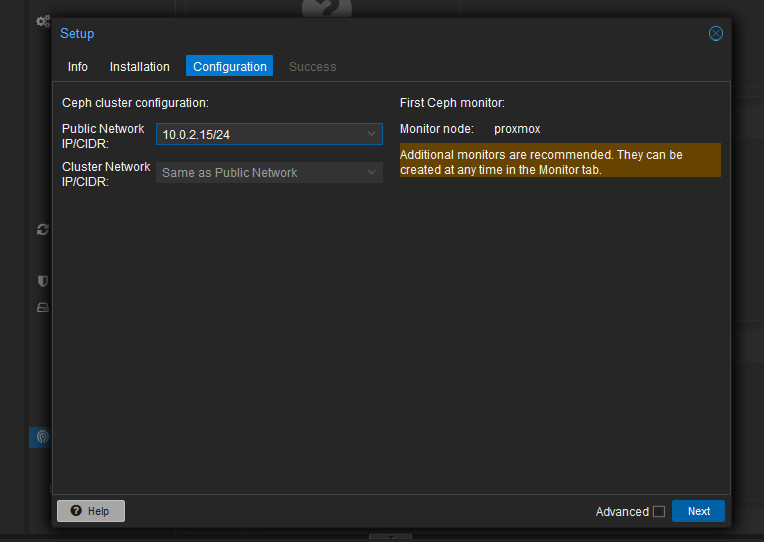 Setup
Info Installation Configuration Success
Ceph cluster configuration:
Public Network
IP/CIDR:
10.0.2.15/24
Cluster Network
IP/CIDR:
Same as Public Network
First Ceph monitor:
Monitor node: proxmox
Additional monitors are recommended. They can be
created at any time in the Monitor tab.
Help
Advanced
Next